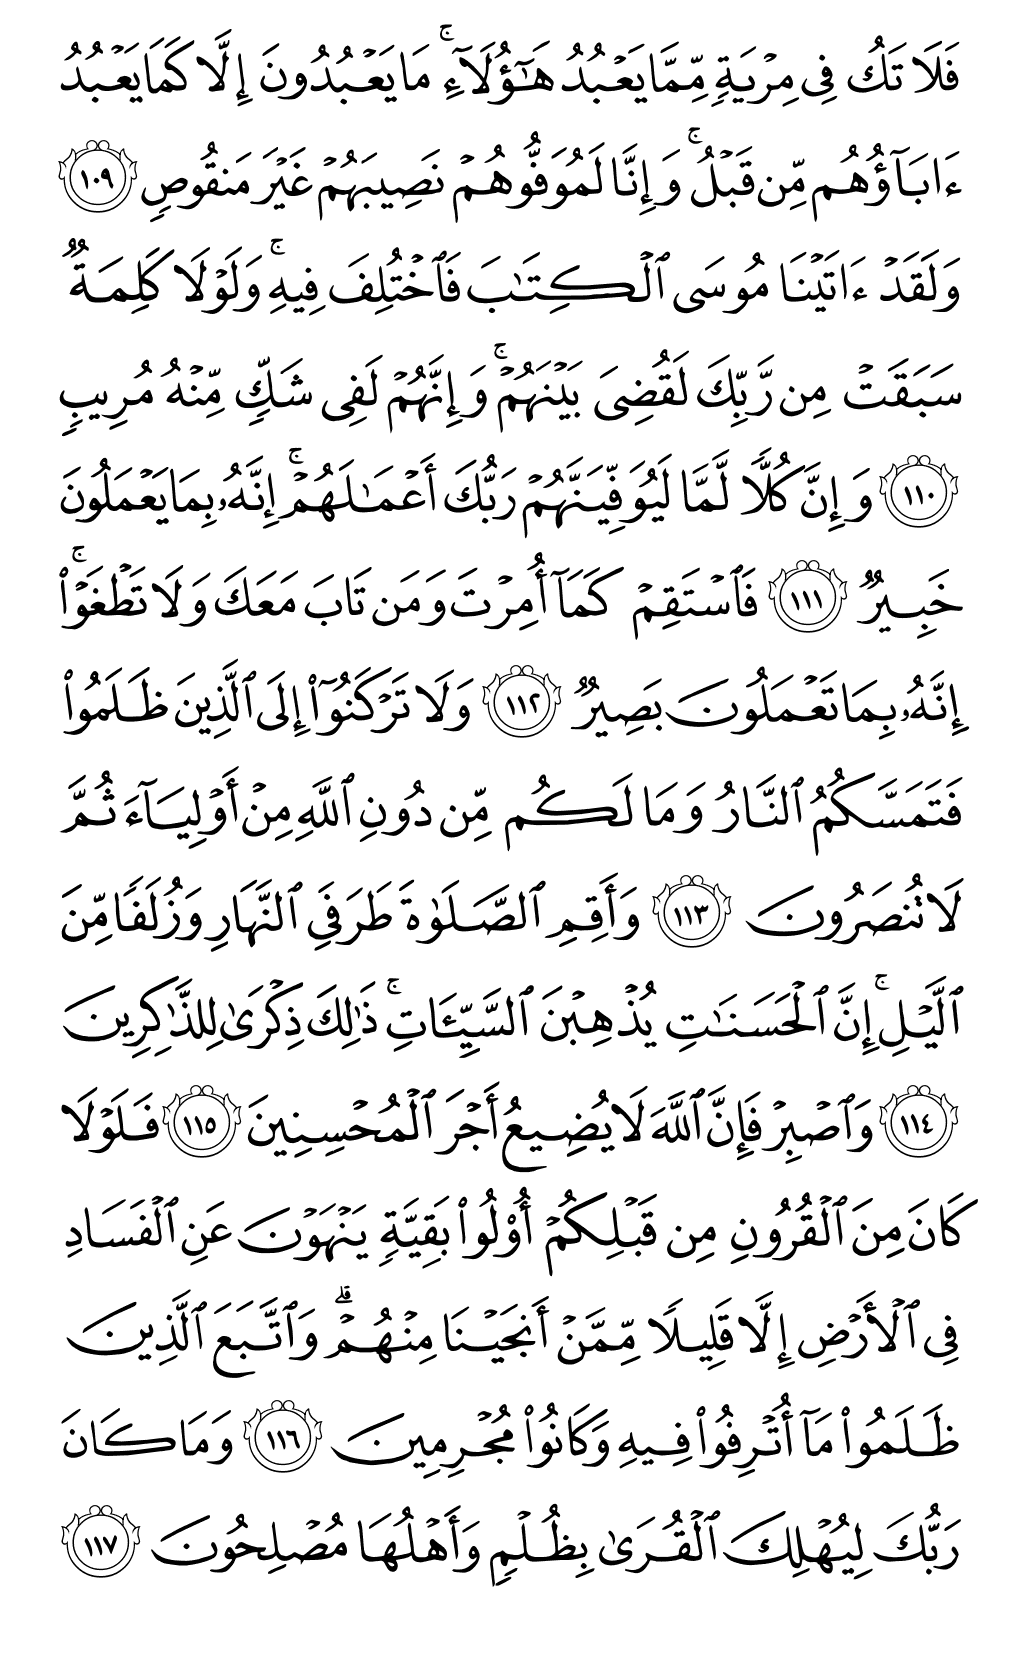 فَلَا تَكُ فِى مِرْيَةٍ مِّمَّا يَعْبُدُ هَٰٓؤُلَآءِ ۚ مَا يَعْبُدُونَ إِلَّا كَمَا يَعْبُدُ
ءَابَآؤُهُم مِّن قَبْلُ ۚ وَإِنَّا لَمُوَفُّوهُمْ نَصِيبَهُمْ غَيْرَ مَنقُوصٍ ١٠٩
وَلَقَدْ ءَاتَيْنَا مُوسَى ٱلْكِتَٰبَ فَٱخْتُلِفَ فِيهِ ۚ وَلَوْلَا كَلِمَةٌ
سَبَقَتْ مِن رَّبِّكَ لَقُضِىَ بَيْنَهُمْ ۚ وَإِنَّهُمْ لَفِى شَكٍّ مِّنْهُ مُرِيبٍ
١١٠ وَإِنَّ كُلًّا لَّمَّا لَيُوَفِّيَنَّهُمْ رَبُّكَ أَعْمَٰلَهُمْ ۚ إِنَّهُۥ بِمَا يَعْمَلُونَ
خَبِيرٌ ١١١ فَٱسْتَقِمْ كَمَآ أُمِرْتَ وَمَن تَابَ مَعَكَ وَلَا تَطْغَوْا۟ ۚ
إِنَّهُۥ بِمَا تَعْمَلُونَ بَصِيرٌ ١١٢ وَلَا تَرْكَنُوٓا۟ إِلَى ٱلَّذِينَ ظَلَمُوا۟
فَتَمَسَّكُمُ ٱلنَّارُ وَمَا لَكُم مِّن دُونِ ٱللَّهِ مِنْ أَوْلِيَآءَ ثُمَّ
لَا تُنصَرُونَ ١١٣ وَأَقِمِ ٱلصَّلَوٰةَ طَرَفَىِ ٱلنَّهَارِ وَزُلَفًا مِّنَ
ٱلَّيْلِ ۚ إِنَّ ٱلْحَسَنَٰتِ يُذْهِبْنَ ٱلسَّيِّـَٔاتِ ۚ ذَٰلِكَ ذِكْرَىٰ لِلذَّٰكِرِينَ
١١٤ وَٱصْبِرْ فَإِنَّ ٱللَّهَ لَا يُضِيعُ أَجْرَ ٱلْمُحْسِنِينَ ١١٥ فَلَوْلَا
كَانَ مِنَ ٱلْقُرُونِ مِن قَبْلِكُمْ أُو۟لُوا۟ بَقِيَّةٍ يَنْهَوْنَ عَنِ ٱلْفَسَادِ
فِى ٱلْأَرْضِ إِلَّا قَلِيلًا مِّمَّنْ أَنجَيْنَا مِنْهُمْ ۗ وَٱتَّبَعَ ٱلَّذِينَ
ظَلَمُوا۟ مَآ أُتْرِفُوا۟ فِيهِ وَكَانُوا۟ مُجْرِمِينَ ١١٦ وَمَا كَانَ
رَبُّكَ لِيُهْلِكَ ٱلْقُرَىٰ بِظُلْمٍ وَأَهْلُهَا مُصْلِحُونَ ١١٧